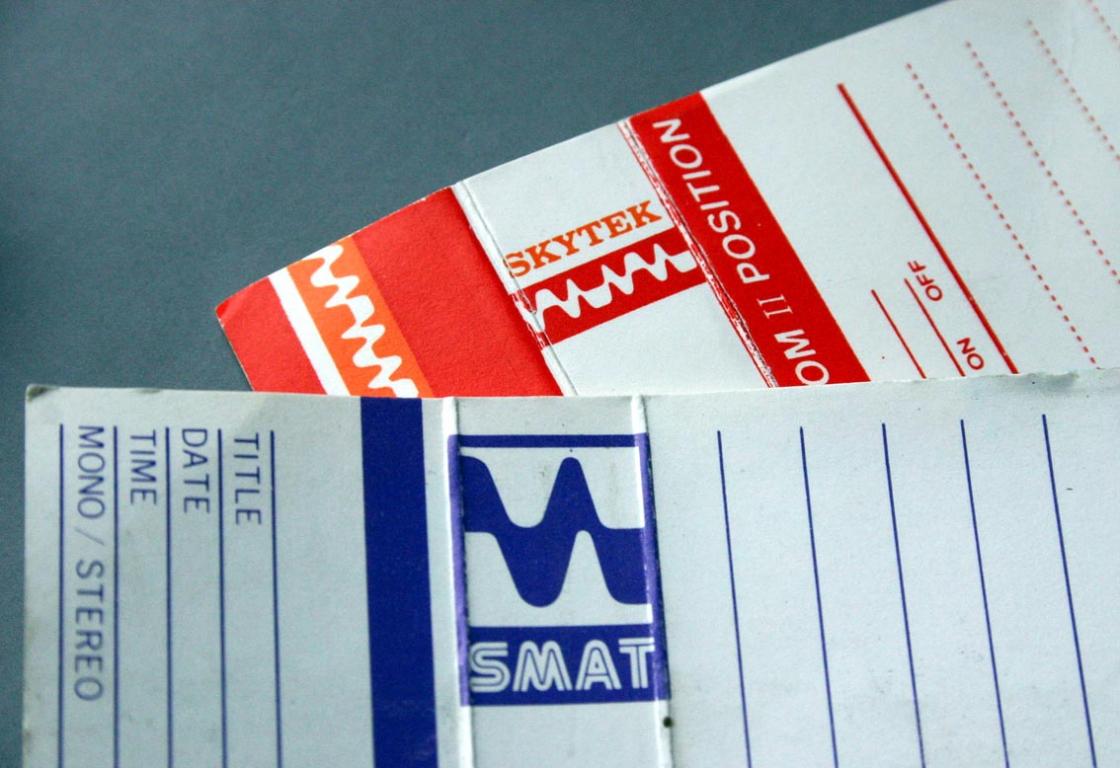 SKYTEK
OM II POSITION
OFF
ON
TITLE
DATE
TIME
MONO / STEREO
SMAT